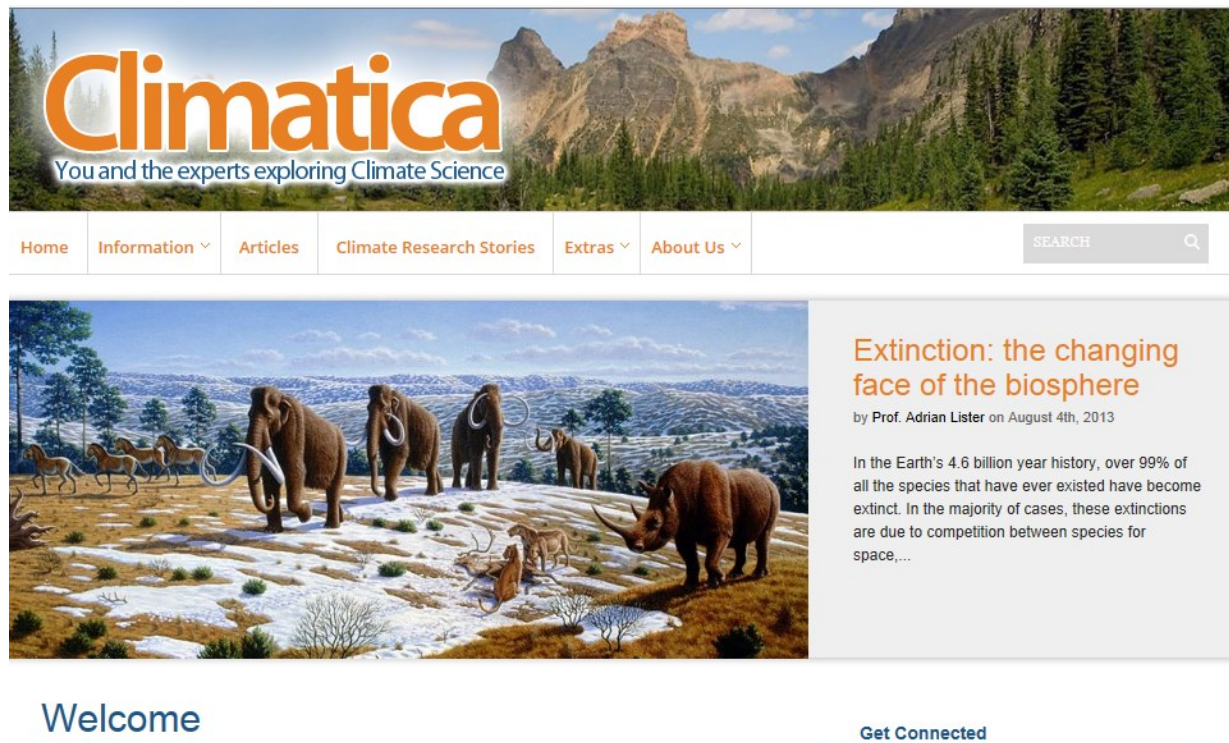 Climatica
You and the experts exploring Climate Science
Home Information Articles Climate Research Stories Extras About Us SEARCH
Extinction: the changing
face of the biosphere
by Prof. Adrian Lister on August 4th, 2013
In the Earth's 4.6 billion year history, over 99% of
all the species that have ever existed have become
extinct. In the majority of cases, these extinctions
are due to competition between species for
space,...
Welcome
Get Connected